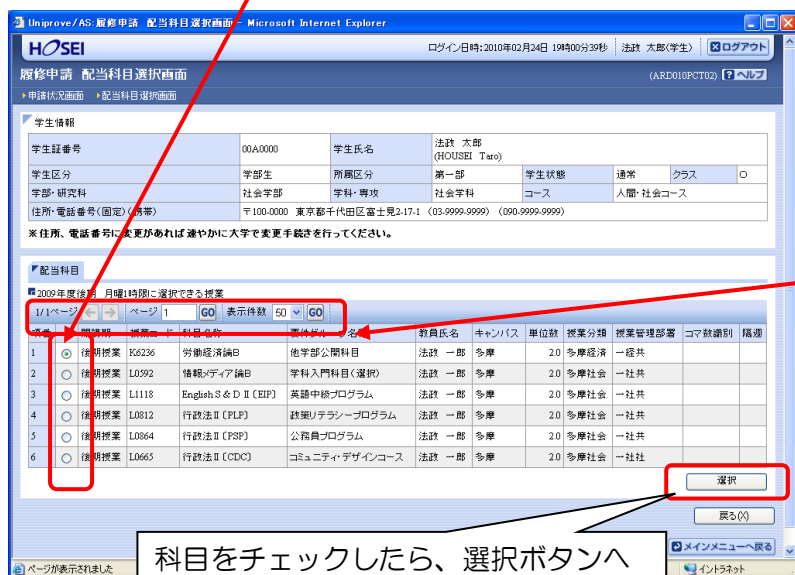 Uniprove/AS:履修申請 配当科目選択画面 - Microsoft Internet Explorer
HOSEI ログイン日時:2010年02月24日 19時00分39秒 法政 太郎(学生) ログアウト
履修申請 配当科目選択画面 (ARD010PCT02) ヘルプ
申請状況画面 配当科目選択画面
学生情報
学生証番号 00A0000 学生氏名 法政 太郎
(HOUSEI Taro)
学生区分 学部生 所属区分 第一部 学生状態 通常 クラス O
学部・研究科 社会学部 学科・専攻 社会学科 コース 人間・社会コース
住所・電話番号(固定)(携帯) 〒100-0000 東京都千代田区富士見2-17-1 (03-9999-9999) (090-9999-9999)
※住所、電話番号に変更があれば速やかに大学で変更手続きを行ってください。
配当科目
2009年度後期 月曜1時限に選択できる授業
1/1ページ ページ 1 GO 表示件数 50 GO
教員氏名 キャンパス 単位数 授業分類 授業管理部署 コマ数識別 隔週
1 後期授業 K6236 労働経済論B 他学部公開科目 法政 一郎 多摩 2.0 多摩経済 一経共
2 後期授業 L0592 情報メディア論B 学科入門科目(選択) 法政 一郎 多摩 2.0 多摩社会 一社共
3 後期授業 L1118 English S & D II〔EIP〕 英語中級プログラム 法政 一郎 多摩 2.0 多摩社会 一社共
4 後期授業 L0812 行政法Ⅱ〔PLP〕 政策リテラシープログラム 法政 一郎 多摩 2.0 多摩社会 一社共
5 後期授業 L0864 行政法Ⅱ〔PSP〕 公務員プログラム 法政 一郎 多摩 2.0 多摩社会 一社共
6 後期授業 L0665 行政法Ⅱ〔CDC〕 コミュニティ・デザインコース 法政 一郎 多摩 2.0 多摩社会 一社社
選択
戻る(X)
科目をチェックしたら、選択ボタンへ
メインメニューへ戻る
ページが表示されました イントラネット